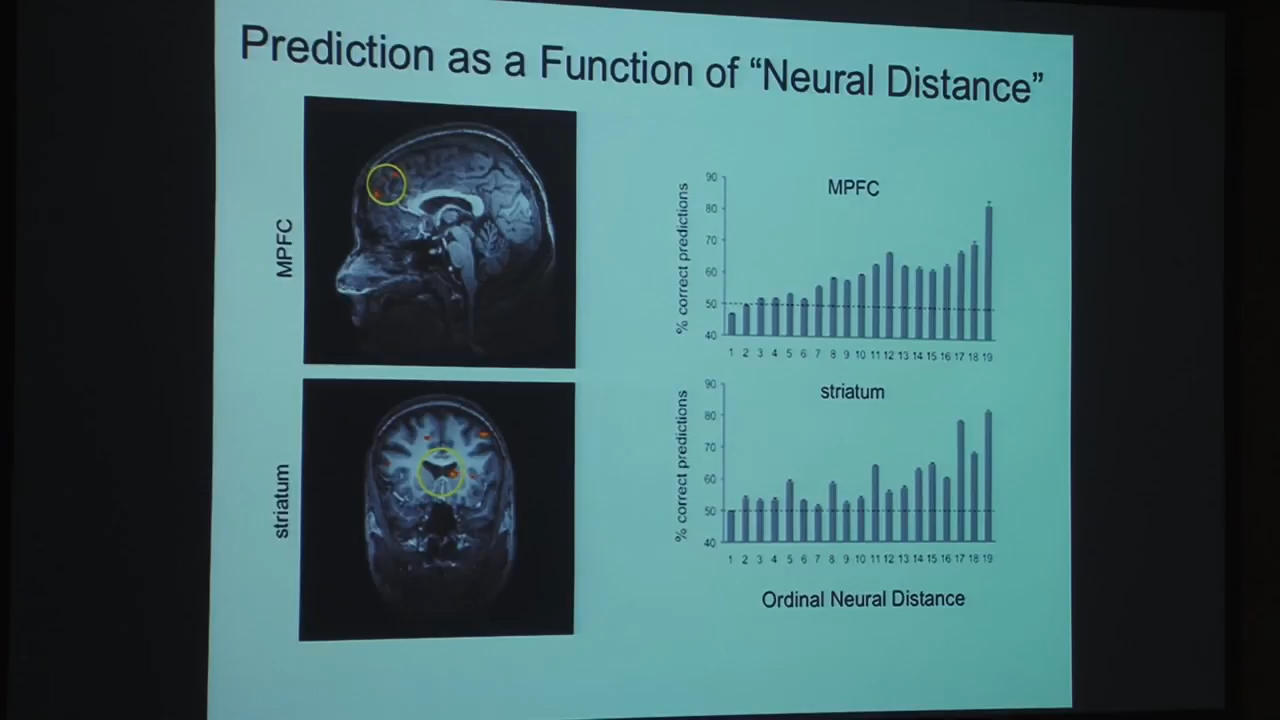 Prediction as a Function of “Neural Distance”
MPFC
MPFC
% correct predictions
90
80
70
60
50
40
1 2 3 4 5 6 7 8 9 10 11 12 13 14 15 16 17 18 19
striatum
striatum
% correct predictions
90
80
70
60
50
40
1 2 3 4 5 6 7 8 9 10 11 12 13 14 15 16 17 18 19
Ordinal Neural Distance